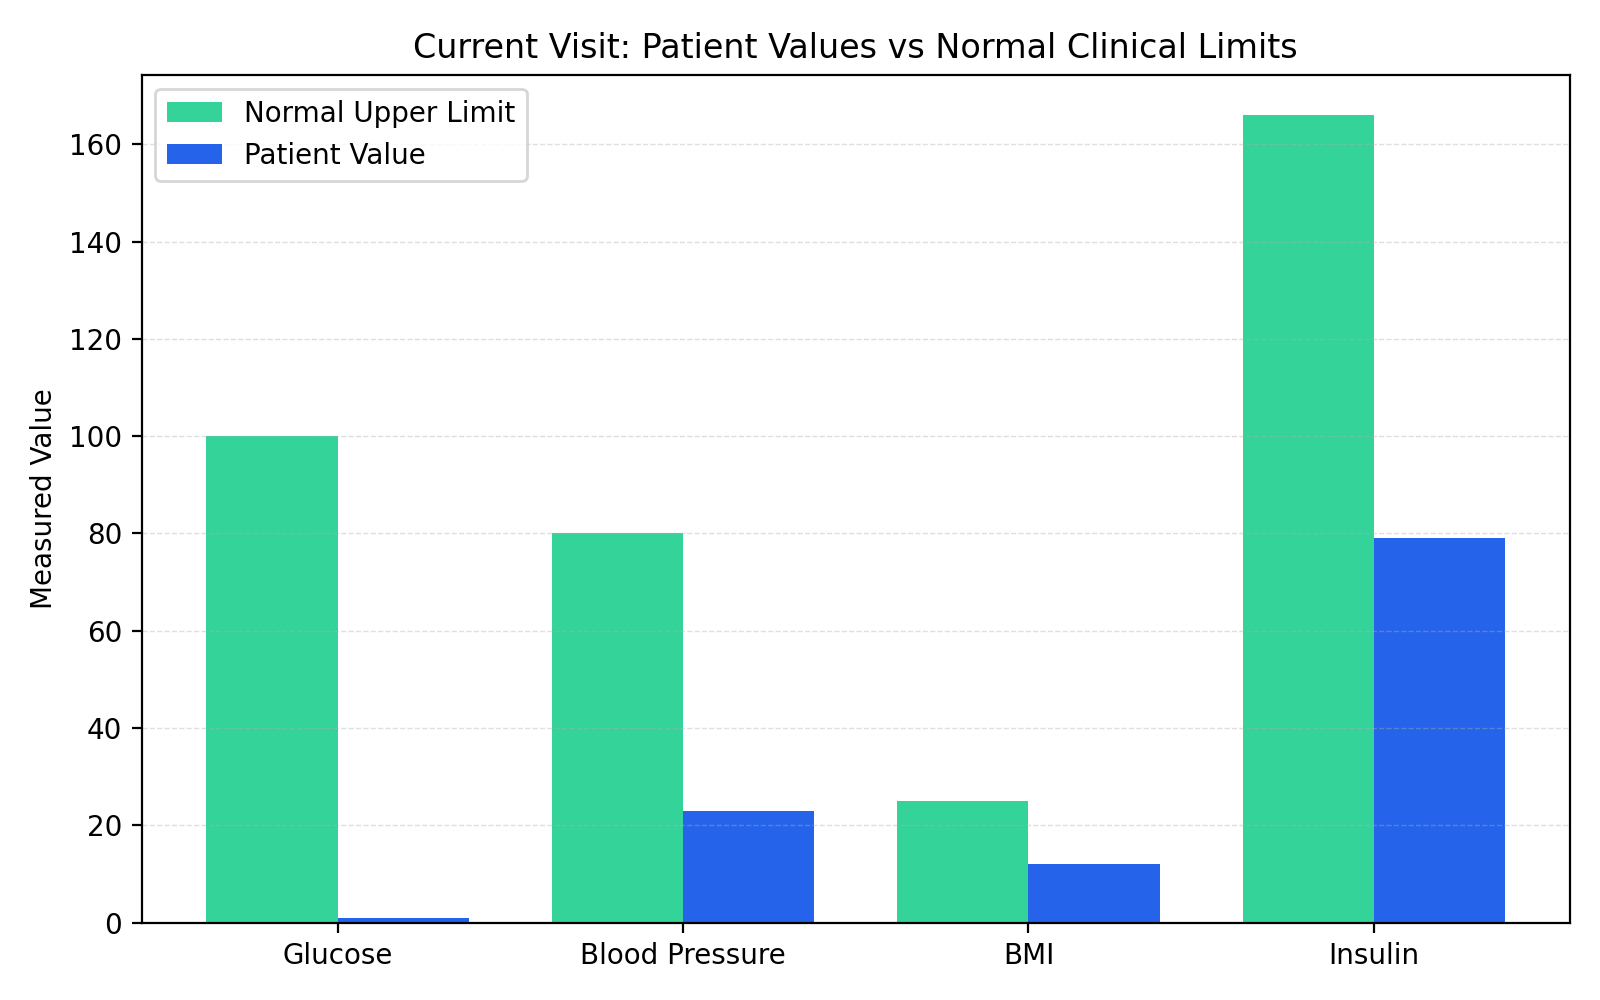 Current Visit: Patient Values vs Normal Clinical Limits
Normal Upper Limit
Patient Value
Measured Value
160
140
120
100
80
60
40
20
0
Glucose
Blood Pressure
BMI
Insulin